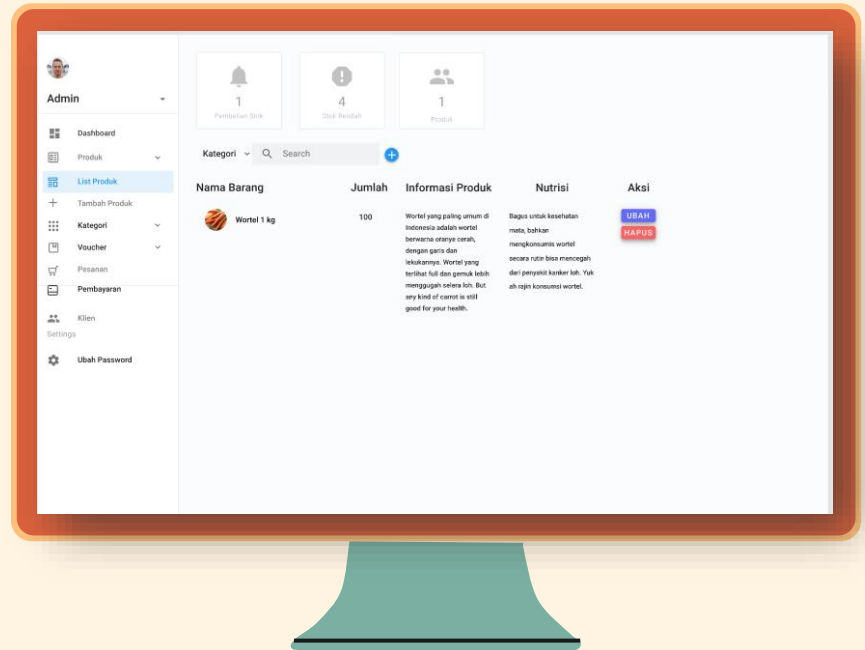 Admin
Dashboard
Produk
List Produk
Tambah Produk
Kategori
Voucher
Pesanan
Pembayaran
Klien
Settings
Ubah Password
1
Pembelian Stok
4
Stok Rendah
1
Produk
Kategori
Search
Nama Barang
Jumlah
Informasi Produk
Nutrisi
Aksi
Wortel 1 kg
100
Wortel yang paling umum di
Indonesia adalah wortel
berwarna oranye cerah,
dengan garis dan
lekukannya. Wortel yang
terlihat full dan gemuk lebih
menggugah selera loh. But
any kind of carrot is still
good for your health.
Bagus untuk kesehatan
mata, bahkan
mengkonsumis wortel
secara rutin bisa mencegah
dari penyakit kanker loh. Yuk
ah rajin konsumsi wortel.
UBAH
HAPUS